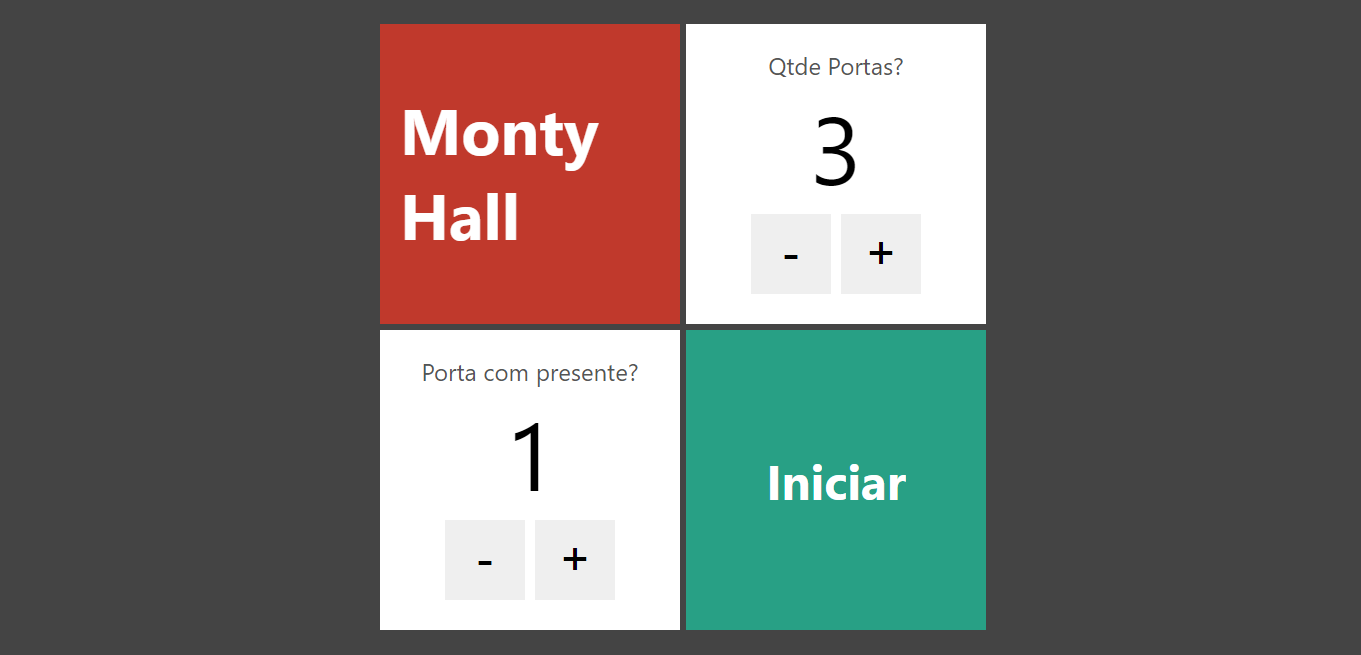 Monty
Hall
Qtde Portas?
3
- +
Porta com presente?
1
- +
Iniciar